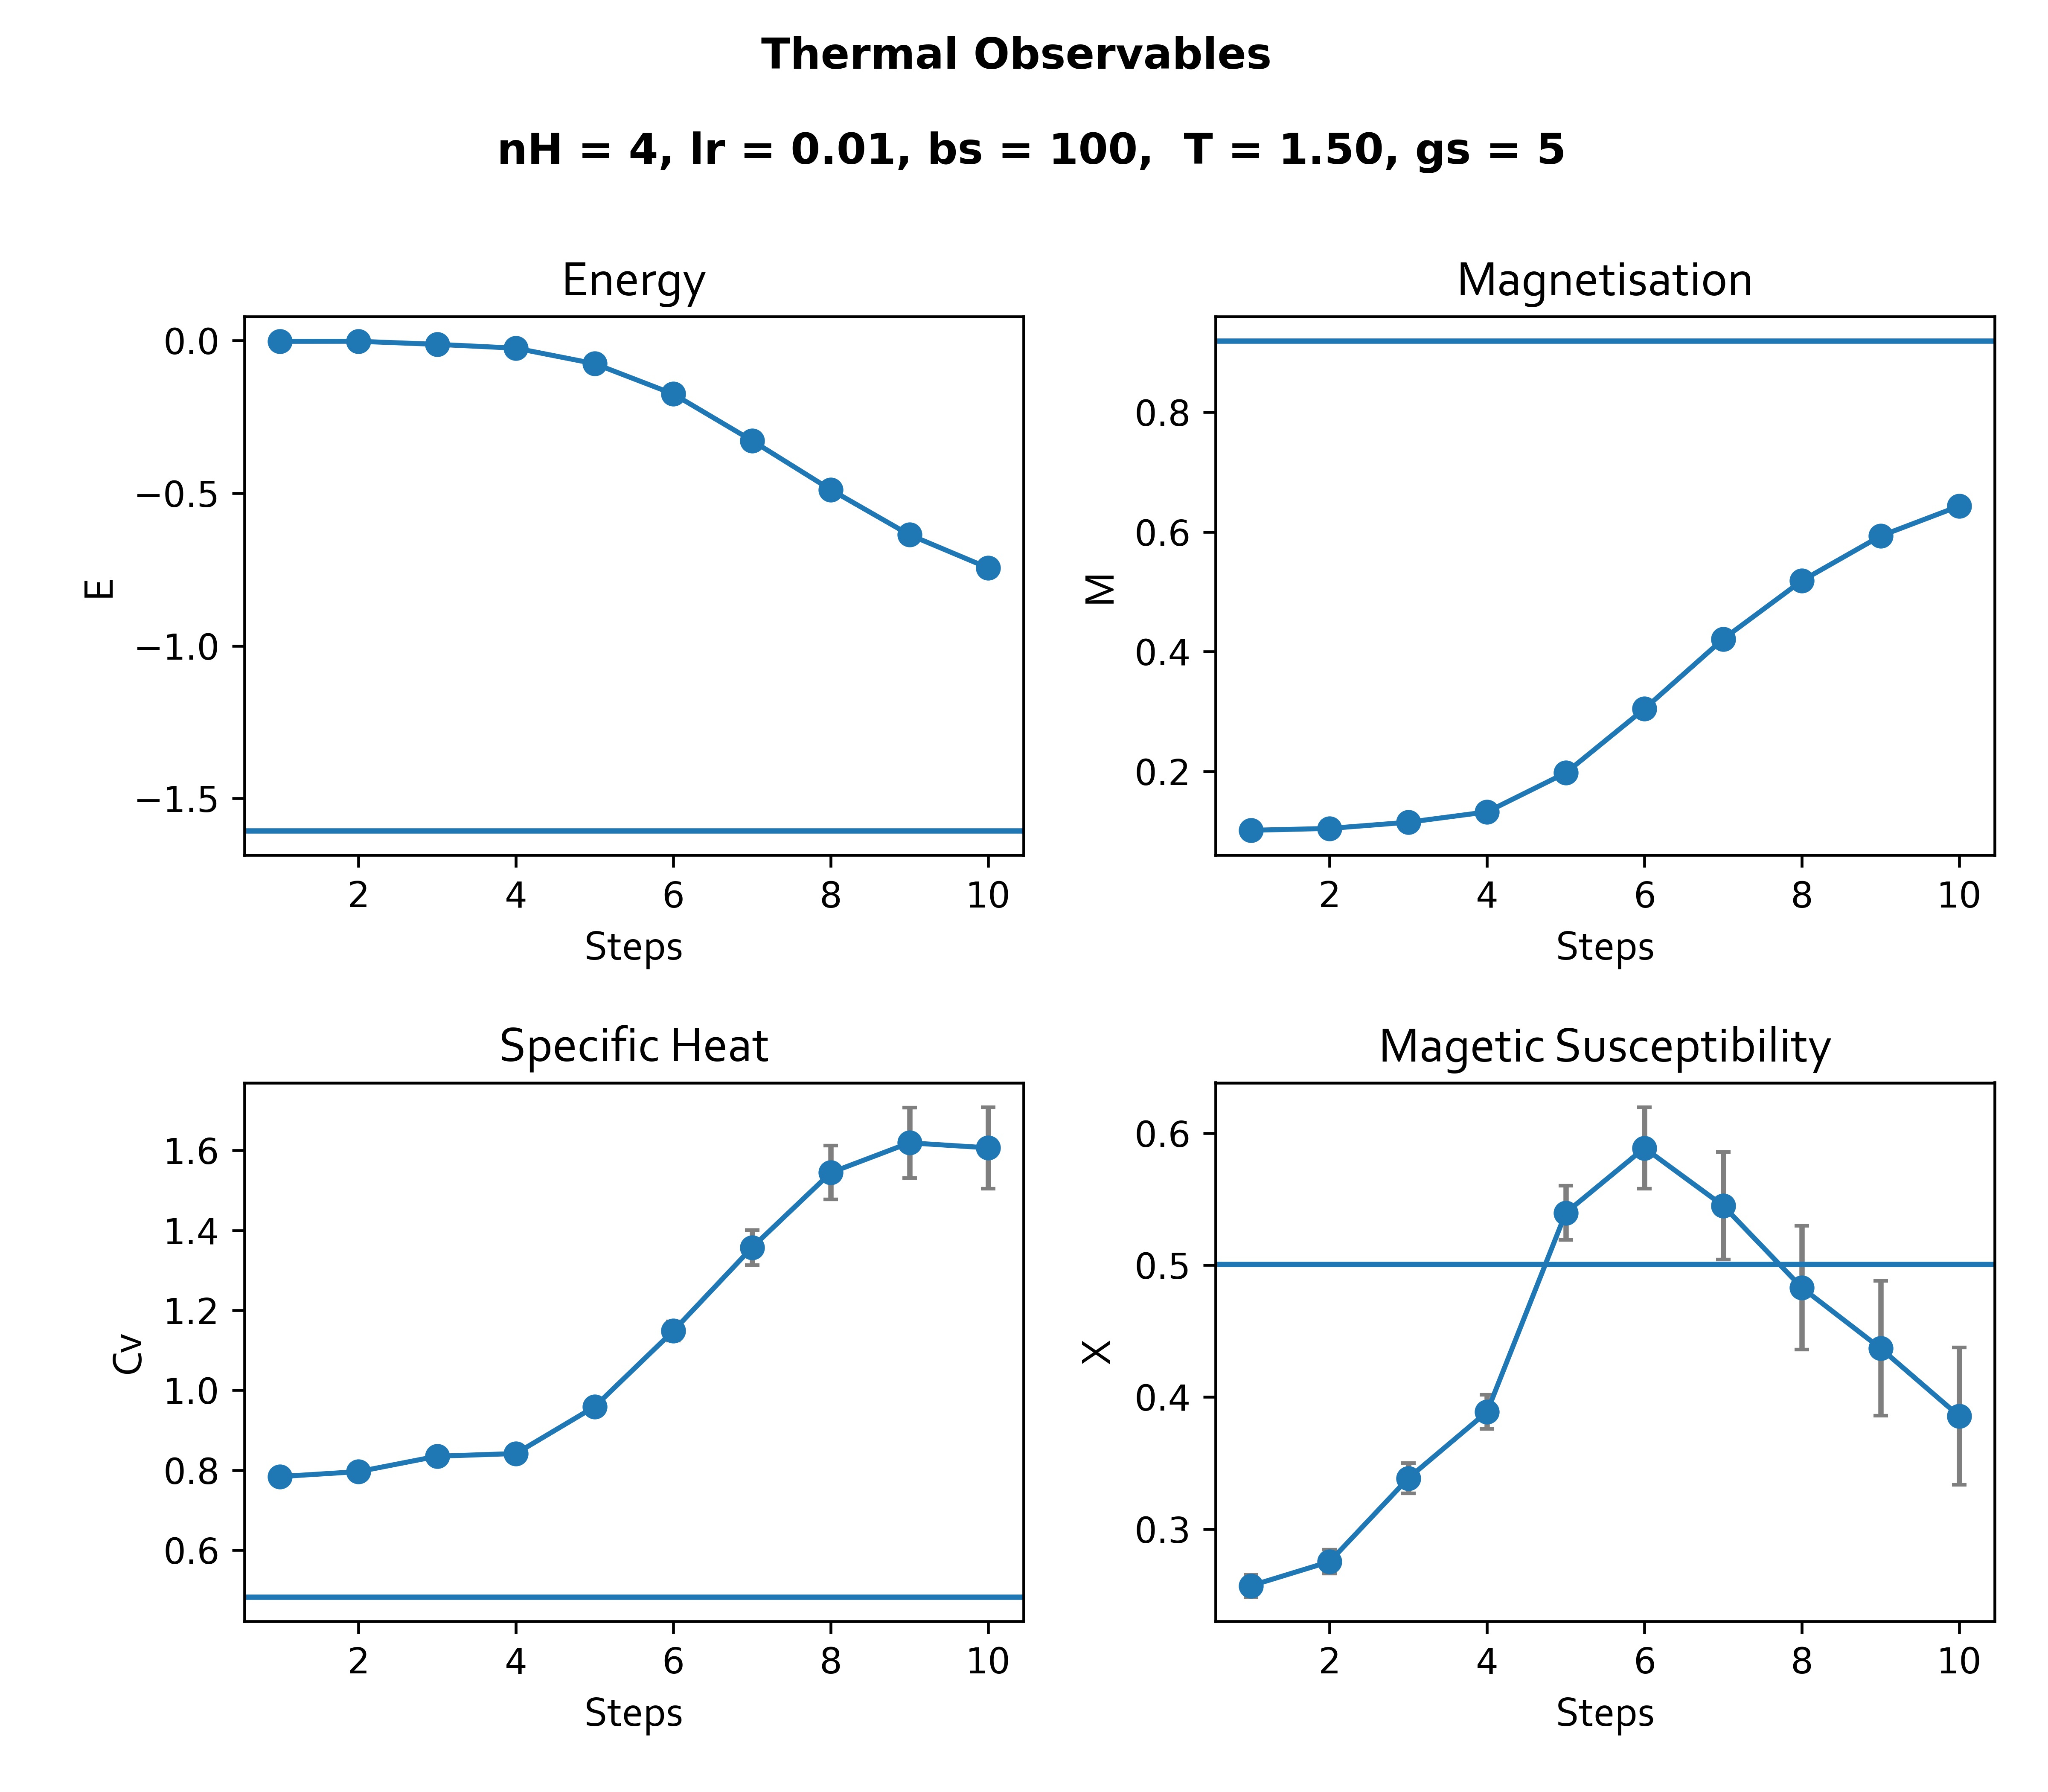 Thermal Observables
nH = 4, lr = 0.01, bs = 100,  T = 1.50, gs = 5
Energy
0.0
−0.5
−1.0
−1.5
E
2 4 6 8 10
Steps
Magnetisation
0.8
0.6
0.4
0.2
M
2 4 6 8 10
Steps
Specific Heat
1.6
1.4
1.2
1.0
0.8
0.6
Cv
2 4 6 8 10
Steps
Magetic Susceptibility
0.6
0.5
0.4
0.3
X
2 4 6 8 10
Steps